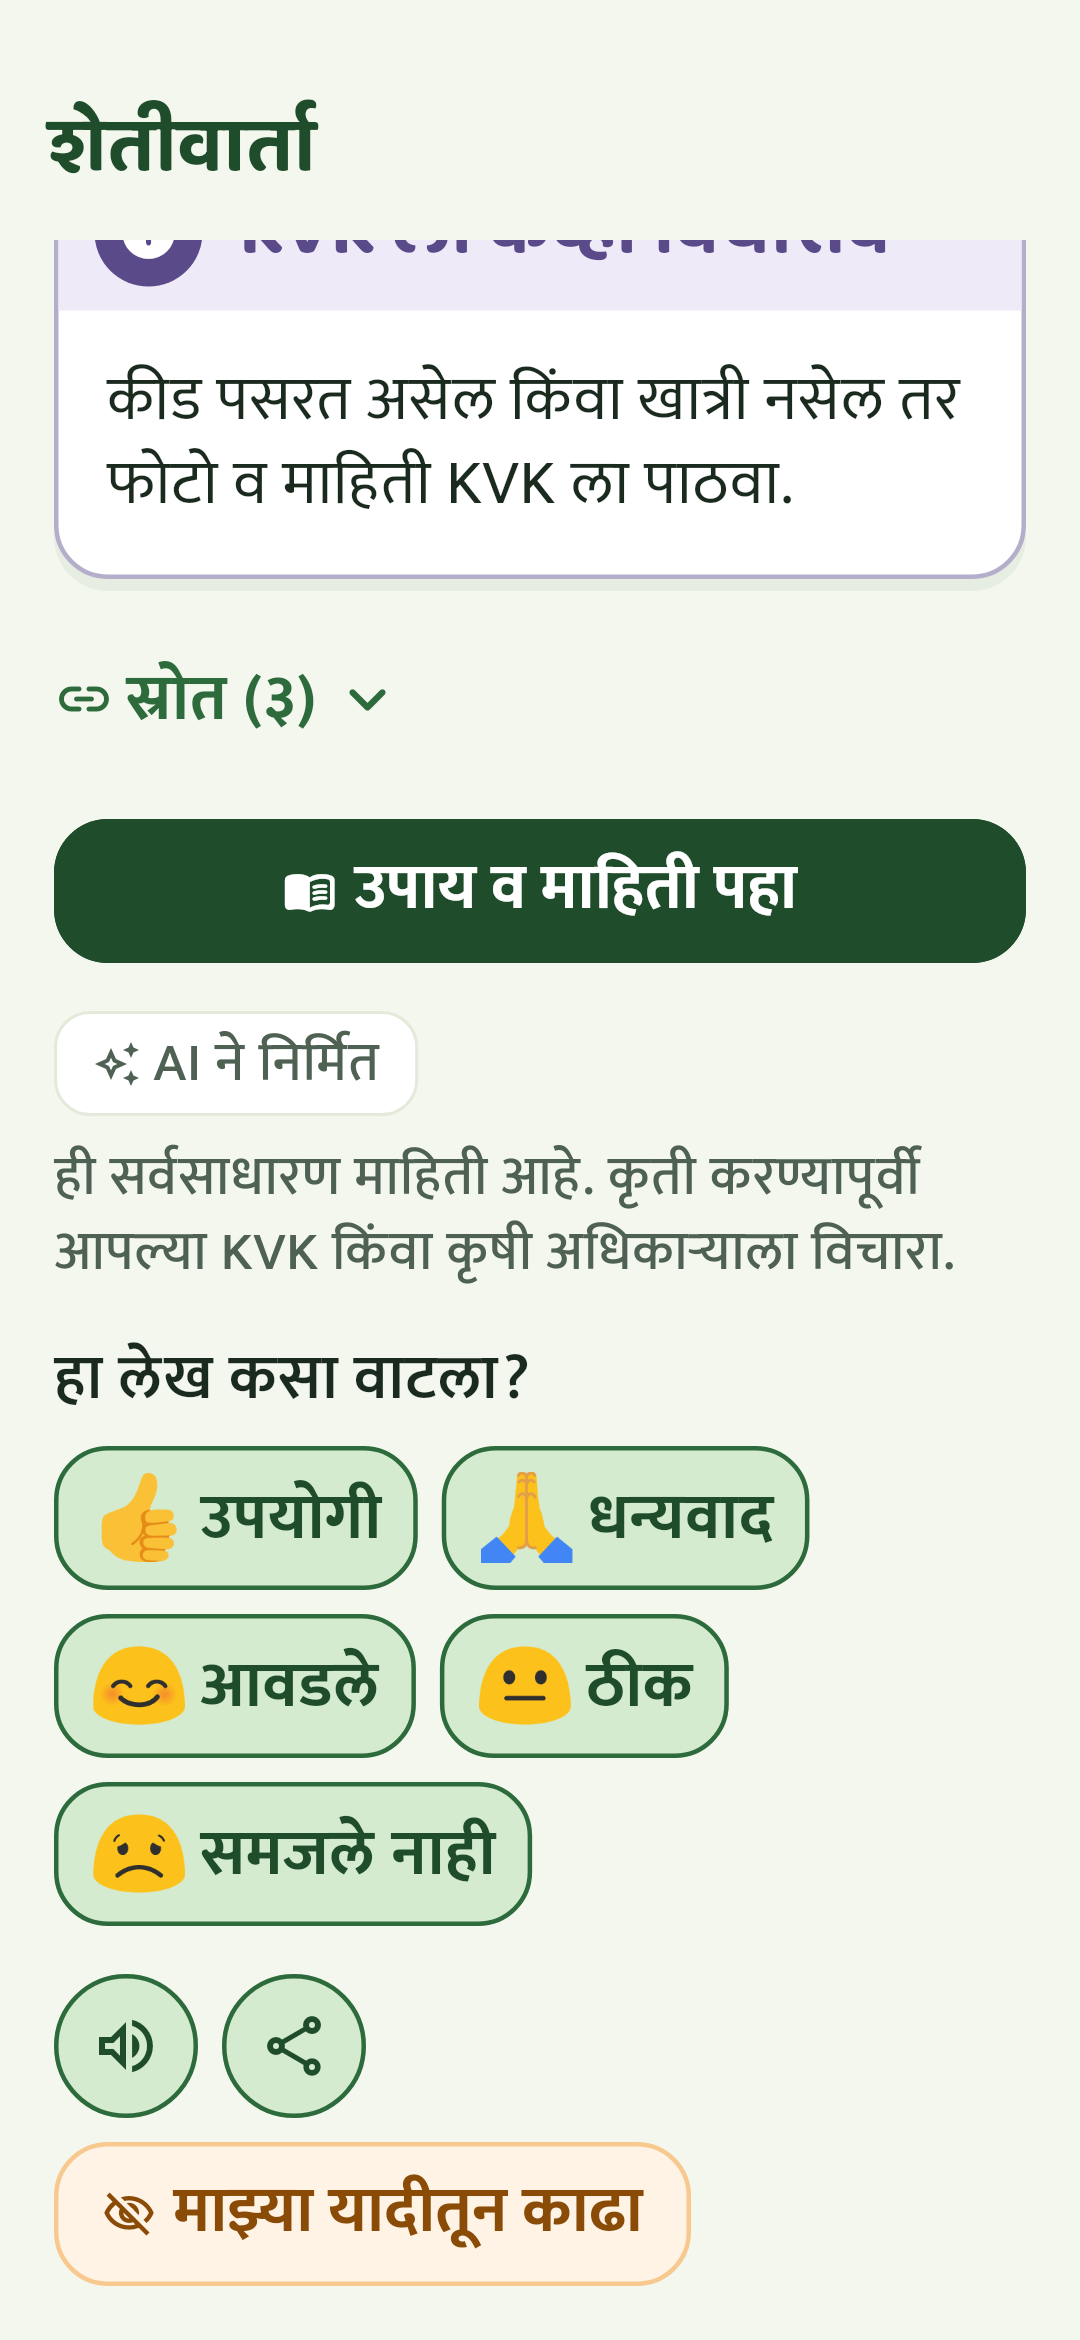 शेतीवार्ता
कीड पसरत असेल किंवा खात्री नसेल तर
फोटो व माहिती KVK ला पाठवा.
स्रोत (३)
उपाय व माहिती पहा
AI ने निर्मित
ही सर्वसाधारण माहिती आहे. कृती करण्यापूर्वी
आपल्या KVK किंवा कृषी अधिकाऱ्याला विचारा.
हा लेख कसा वाटला?
👍 उपयोगी 🙏 धन्यवाद
😊 आवडले 😐 ठीक
😟 समजले नाही
माझ्या यादीतून काढा